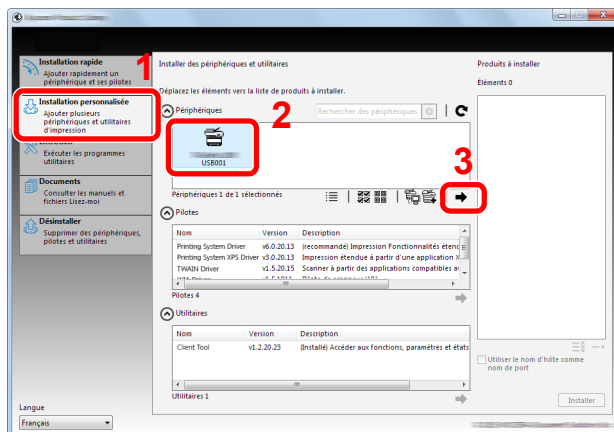 Installation rapide
Ajouter rapidement un
périphérique et ses pilotes
1
Installation personnalisée
Ajouter plusieurs
périphériques et utilitaires
d'impression
Exécuter les programmes
utilitaires
Documents
Consulter les manuels et
fichiers Lisez-moi
Désinstaller
Supprimer des périphériques,
pilotes et utilitaires
Langue
Français
Installer des périphériques et utilitaires
Déplacez les éléments vers la liste de produits à installer.
Périphériques
Rechercher des périphériques
2
USB001
3
Périphériques 1 de 1 sélectionnés
Pilotes
Nom Version Description
Printing System Driver v6.0.20.13 (recommandé) Impression Fonctionnalités étend
Printing System XPS Driver v3.0.20.13 Impression étendue à partir d'une application X
TWAIN Driver v1.5.2015 Scanner à partir des applications compatibles av
Pilotes 4
Utilitaires
Nom Version Description
Client Tool v1.2.20.23 (Installé) Accéder aux fonctions, paramètres et états
Utilitaires 1
Produits à installer
Éléments 0
Utiliser le nom d'hôte comme
nom de port
Installer